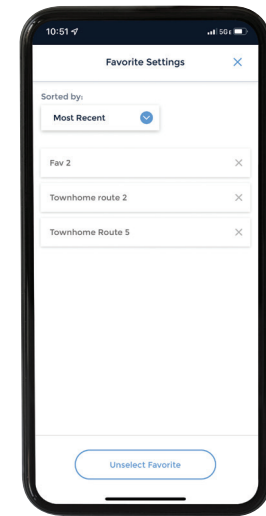 10:51
5G
Favorite Settings
Sorted by:
Most Recent
Fav 2
Townhome route 2
Townhome Route 5
Unselect Favorite